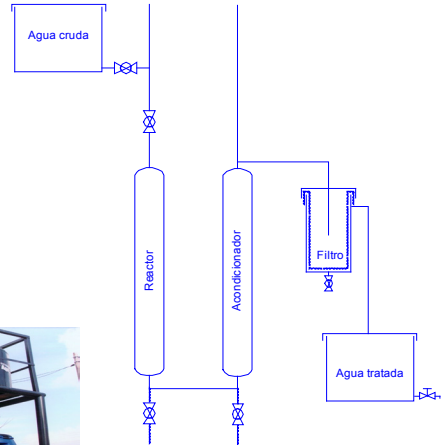 Agua cruda
Reactor
Acondicionador
Filtro
Agua tratada